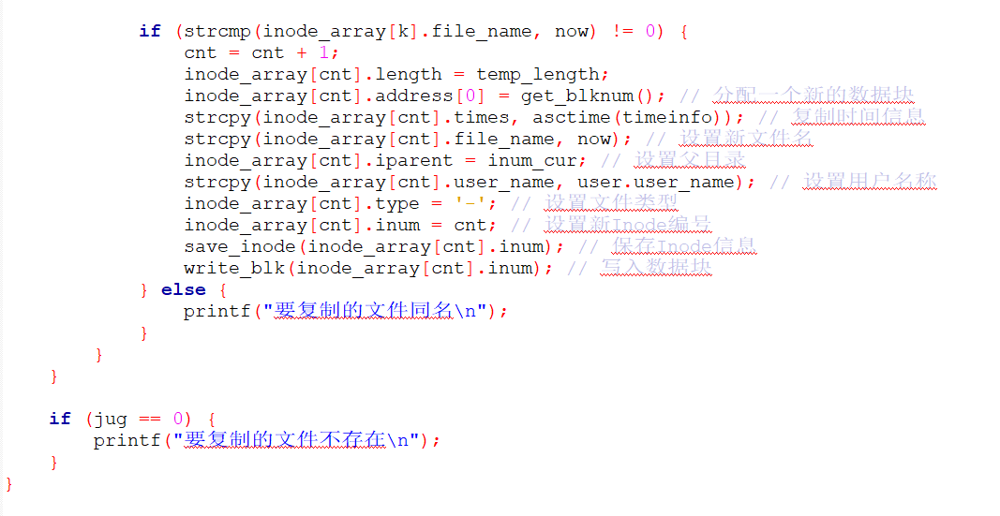 if (strcmp(inode_array[k].file_name, now) != 0) {
cnt = cnt + 1;
inode_array[cnt].length = temp_length;
inode_array[cnt].address[0] = get_blknum(); // 分配一个新的数据块
strcpy(inode_array[cnt].times, asctime(timeinfo)); // 复制时间信息
strcpy(inode_array[cnt].file_name, now); // 设置新文件名
inode_array[cnt].iparent = inum_cur; // 设置父目录
strcpy(inode_array[cnt].user_name, user.user_name); // 设置用户名称
inode_array[cnt].type = '-'; // 设置文件类型
inode_array[cnt].inum = cnt; // 设置新Inode编号
save_inode(inode_array[cnt].inum); // 保存Inode信息
write_blk(inode_array[cnt].inum); // 写入数据块
} else {
printf("要复制的文件同名\n");
}
}
}
if (jug == 0) {
printf("要复制的文件不存在\n");
}
}